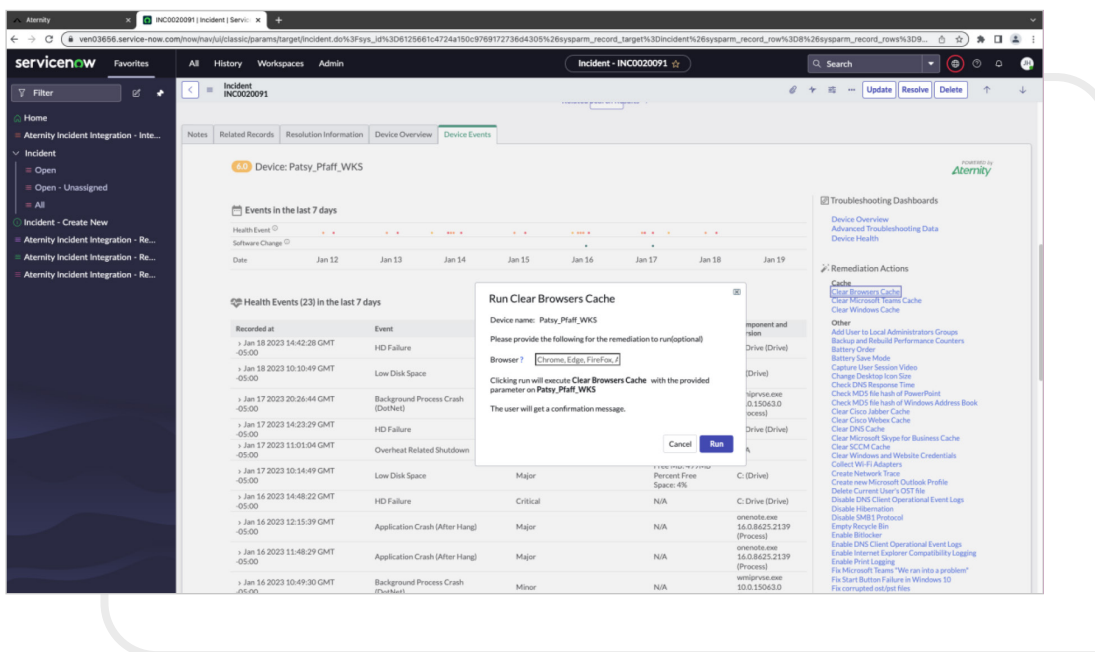 Aternity
INC0020091 | Incident | Servic
ven03656.service-now.com/now/nav/ui/classic/params/target/incident.do%3Fsys_id%3D6125661c4724a150c9769172736d4305%26sysparm_record_target%3Dincident%26sysparm_record_row%3D8%26sysparm_record_rows%3D9...
servicenow
Favorites
All
History
Workspaces
Admin
Incident - INC0020091
Search
JH
Filter
Home
Aternity Incident Integration - Inte...
Incident
Open
Open - Unassigned
All
Incident - Create New
Aternity Incident Integration - Re...
Aternity Incident Integration - Re...
Aternity Incident Integration - Re...
Incident
INC0020091
Update
Resolve
Delete
Notes
Related Records
Resolution Information
Device Overview
Device Events
6.0 Device: Patsy_Pfaff_WKS
POWERED by
Aternity
Events in the last 7 days
Health Event
Software Change
Date Jan 12 Jan 13 Jan 14 Jan 15 Jan 16 Jan 17 Jan 18 Jan 19
Health Events (23) in the last 7 days
Recorded at Event
› Jan 18 2023 14:42:28 GMT
-05:00
HD Failure
Drive (Drive)
› Jan 18 2023 10:10:49 GMT
-05:00
Low Disk Space
(Drive)
› Jan 17 2023 20:26:44 GMT
-05:00
Background Process Crash
(DotNet)
› Jan 17 2023 14:23:29 GMT
-05:00
HD Failure
Drive (Drive)
› Jan 17 2023 11:01:04 GMT
-05:00
Overheat Related Shutdown
› Jan 17 2023 10:14:49 GMT
-05:00
Low Disk Space
Major
Percent Free
Space: 4%
C: (Drive)
› Jan 16 2023 14:48:22 GMT
-05:00
HD Failure
Critical
N/A
C: Drive (Drive)
› Jan 16 2023 12:15:39 GMT
-05:00
Application Crash (After Hang)
Major
N/A
onenote.exe
16.0.8625.2139
(Process)
› Jan 16 2023 11:48:29 GMT
-05:00
Application Crash (After Hang)
Major
N/A
onenote.exe
16.0.8625.2139
(Process)
› Jan 16 2023 10:49:30 GMT
-05:00
Background Process Crash
(DotNet)
Minor
N/A
wmiprvse.exe
10.0.15063.0
Run Clear Browsers Cache
Device name: Patsy_Pfaff_WKS
Please provide the following for the remediation to run(optional)
Browser ? Chrome, Edge, FireFox,
Clicking run will execute Clear Browsers Cache with the provided
parameter on Patsy_Pfaff_WKS
The user will get a confirmation message.
Cancel
Run
Troubleshooting Dashboards
Device Overview
Advanced Troubleshooting Data
Device Health
Remediation Actions
Cache
Clear Browsers Cache
Clear Microsoft Teams Cache
Clear Windows Cache
Other
Add User to Local Administrators Groups
Backup and Rebuild Performance Counters
Battery Order
Battery Save Mode
Capture User Session Video
Change Desktop Icon Size
Check DNS Response Time
Check MD5 file hash of PowerPoint
Check MD5 file hash of Windows Address Book
Clear Cisco Jabber Cache
Clear Cisco Webex Cache
Clear DNS Cache
Clear Microsoft Skype for Business Cache
Clear SCCM Cache
Clear Windows and Website Credentials
Collect Wi-Fi Adapters
Create Network Trace
Create new Microsoft Outlook Profile
Delete Current User's OST file
Disable DNS Client Operational Event Logs
Disable Hibernation
Disable SMB1 Protocol
Empty Recycle Bin
Enable Bitlocker
Enable DNS Client Operational Event Logs
Enable Internet Explorer Compatibility Logging
Enable Print Logging
Fix Microsoft Teams "We ran into a problem"
Fix Start Button Failure in Windows 10
Fix corrupted ost/pst files